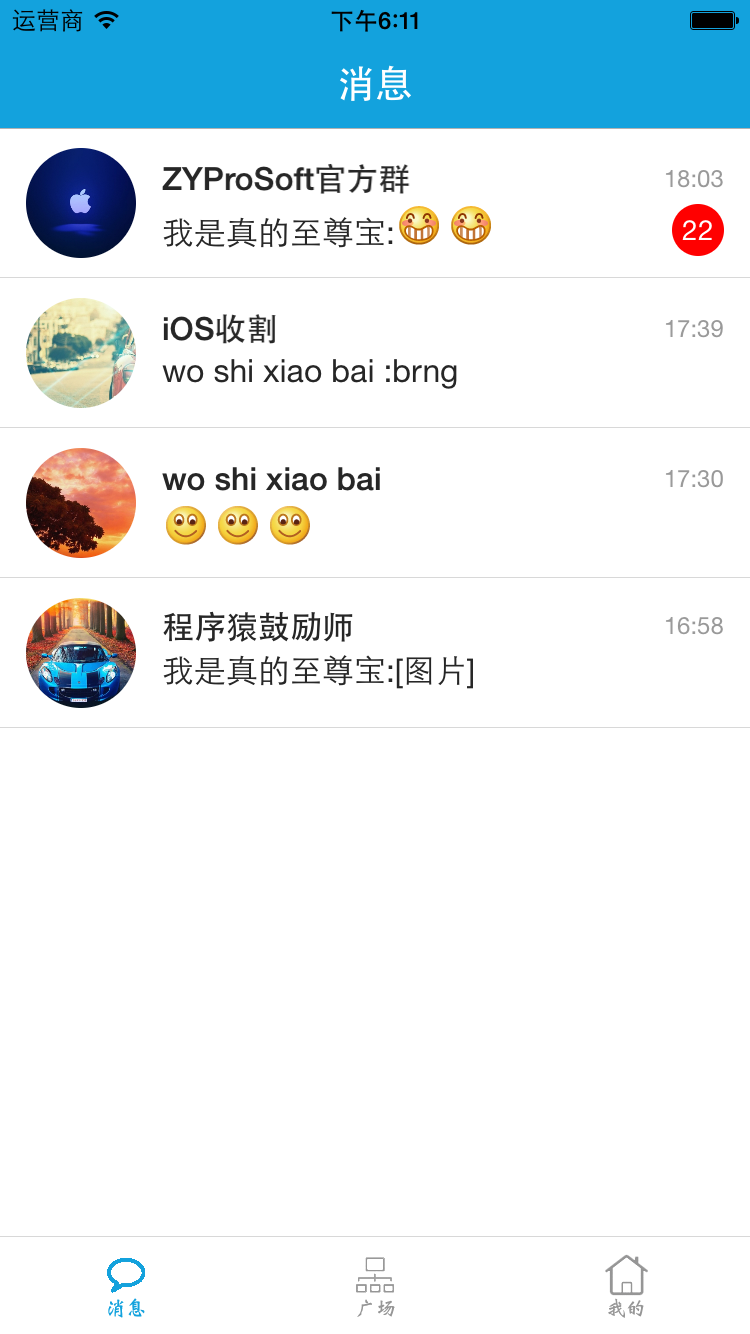 运营商 下午6:11
消息
ZYProSoft官方群 18:03
我是真的至尊宝: 22
iOS收割 17:39
wo shi xiao bai :brng
wo shi xiao bai 17:30
程序猿鼓励师 16:58
我是真的至尊宝:[图片]
消息 广场 我的